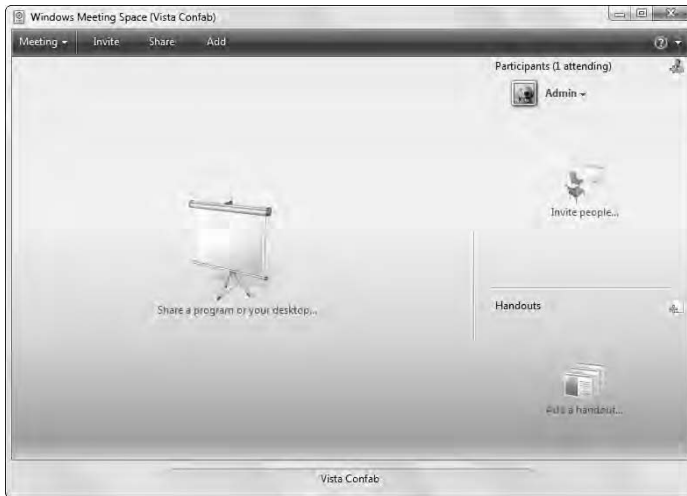 Windows Meeting Space (Vista Confab)
Meeting Invite Share Add
Participants (1 attending)
Admin
Invite people...
Share a program or your desktop...
Handouts
Add a handout...
Vista Confab